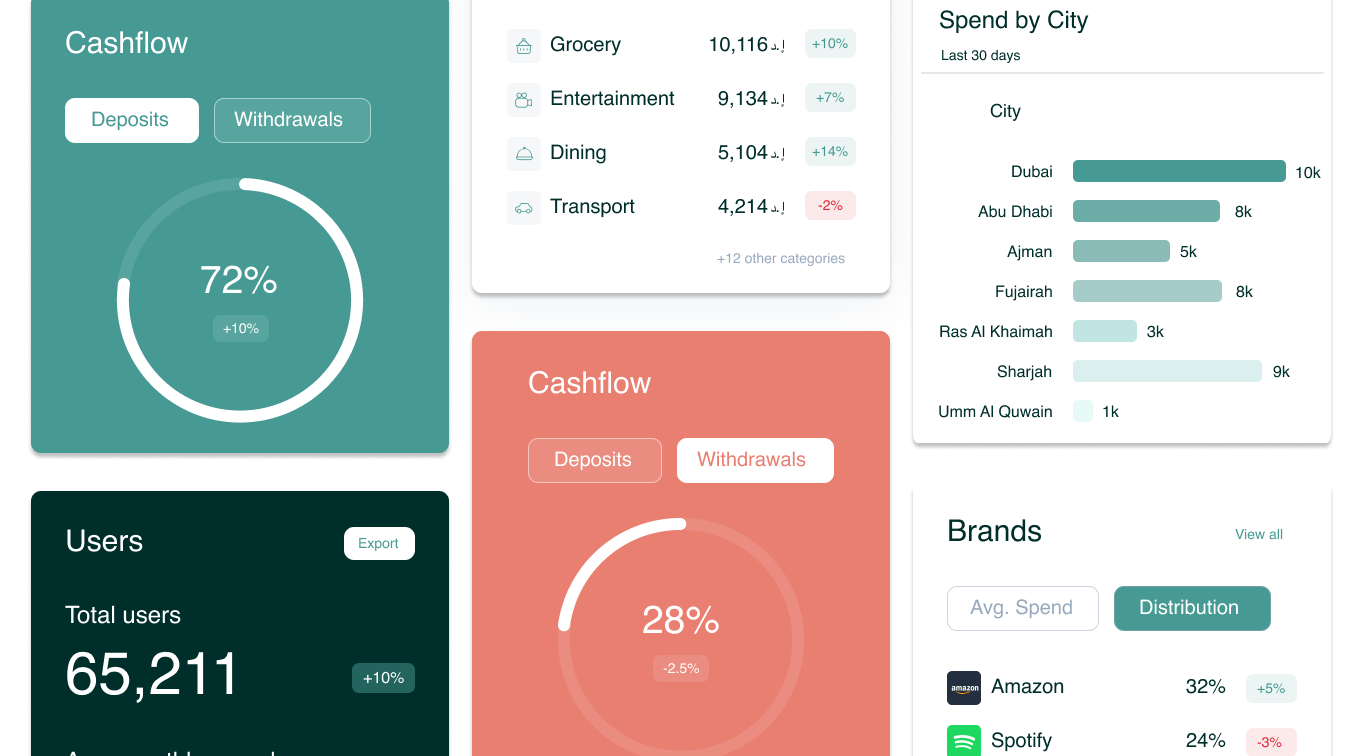 Cashflow
Deposits
Withdrawals
72%
+10%
Users
Export
Total users
65,211
+10%
Grocery 10,116 إ.د +10%
Entertainment 9,134 إ.د +7%
Dining 5,104 إ.د +14%
Transport 4,214 إ.د -2%
+12 other categories
Cashflow
Deposits
Withdrawals
28%
-2.5%
Spend by City
Last 30 days
City
Dubai 10k
Abu Dhabi 8k
Ajman 5k
Fujairah 8k
Ras Al Khaimah 3k
Sharjah 9k
Umm Al Quwain 1k
Brands
View all
Avg. Spend
Distribution
amazon Amazon 32% +5%
Spotify 24% -3%